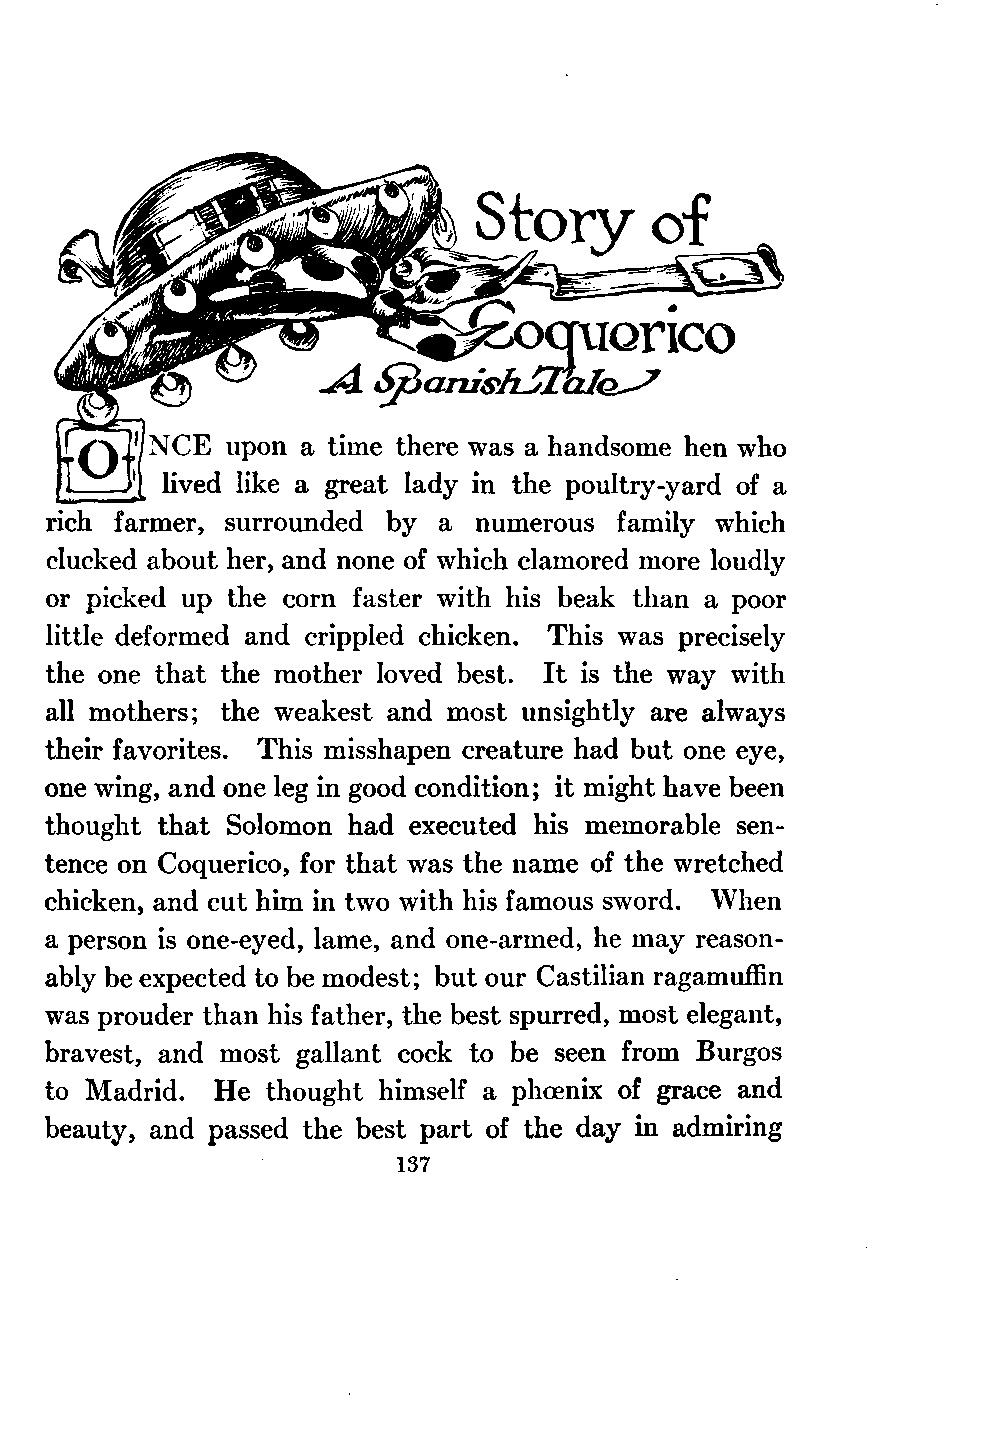 Story of
Coquerico
A Spanish Tale
ONCE upon a time there was a handsome hen who
lived like a great lady in the poultry-yard of a
rich farmer, surrounded by a numerous family which
clucked about her, and none of which clamored more loudly
or picked up the corn faster with his beak than a poor
little deformed and crippled chicken. This was precisely
the one that the mother loved best. It is the way with
all mothers; the weakest and most unsightly are always
their favorites. This misshapen creature had but one eye,
one wing, and one leg in good condition; it might have been
thought that Solomon had executed his memorable sen-
tence on Coquerico, for that was the name of the wretched
chicken, and cut him in two with his famous sword. When
a person is one-eyed, lame, and one-armed, he may reason-
ably be expected to be modest; but our Castilian ragamuffin
was prouder than his father, the best spurred, most elegant,
bravest, and most gallant cock to be seen from Burgos
to Madrid. He thought himself a phœnix of grace and
beauty, and passed the best part of the day in admiring
137